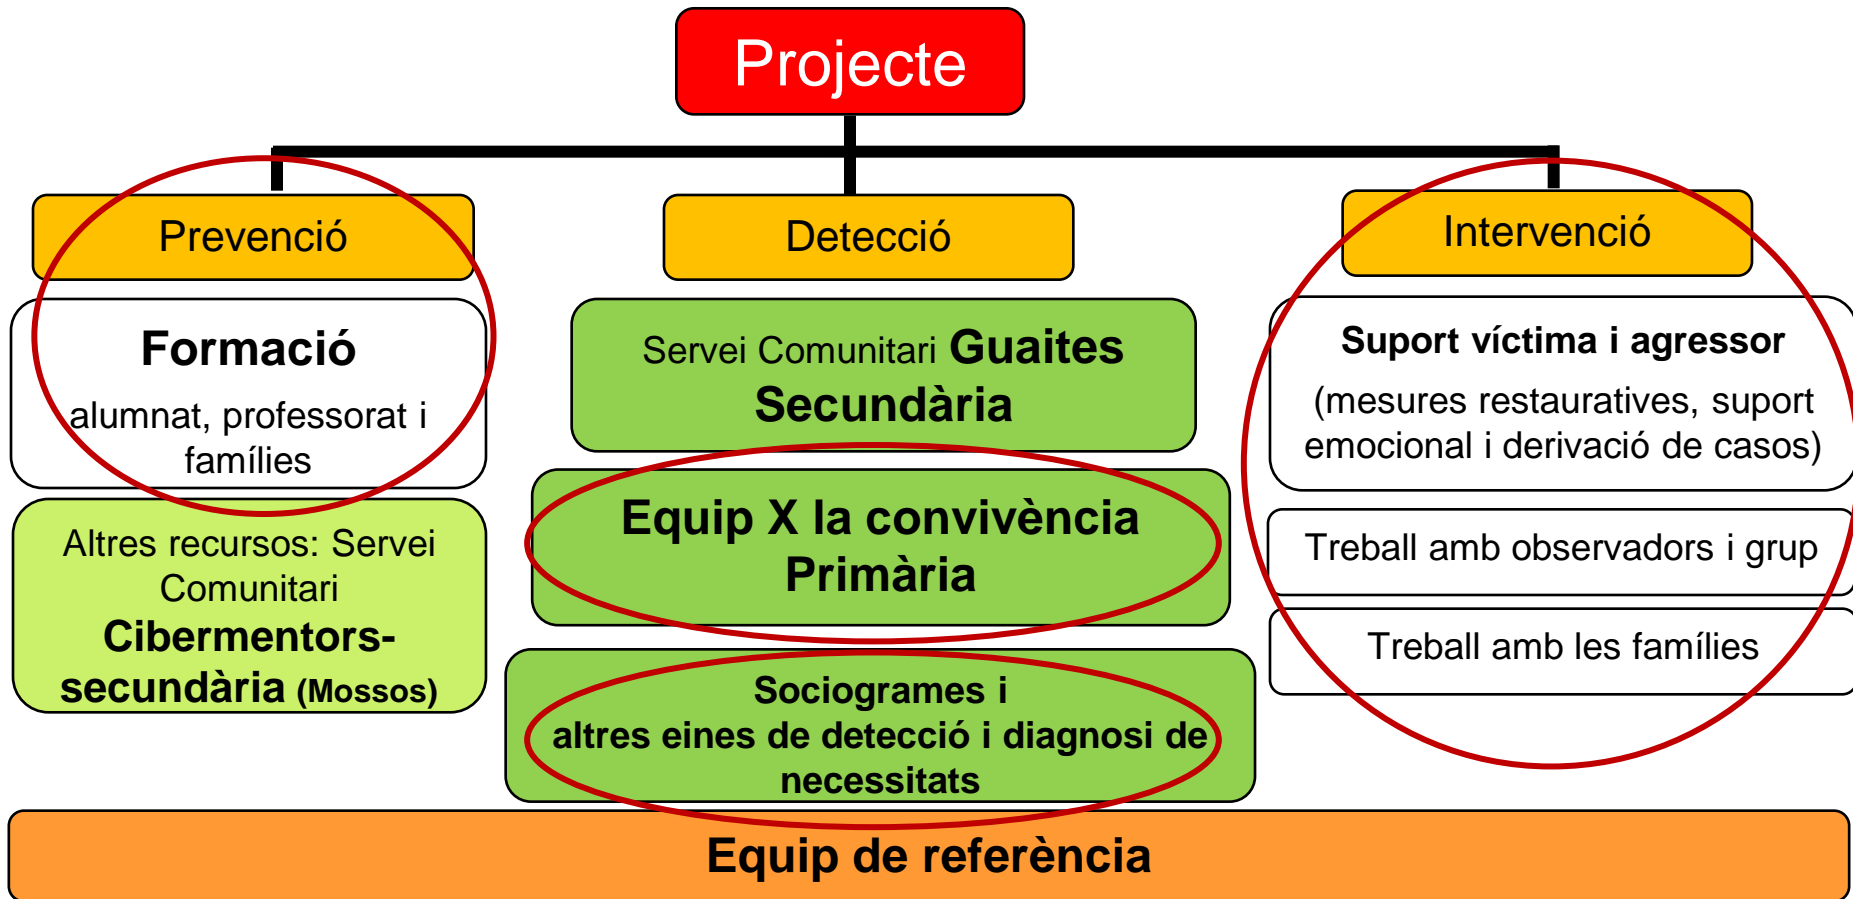 Projecte
Prevenció
Formació
alumnat, professorat i
famílies
Altres recursos: Servei
Comunitari
Cibermentors-
secundària (Mossos)
Detecció
Servei Comunitari Guaites
Secundària
Equip X la convivència
Primària
Sociogrames i
altres eines de detecció i diagnosi de
necessitats
Intervenció
Suport víctima i agressor
(mesures restauratives, suport
emocional i derivació de casos)
Treball amb observadors i grup
Treball amb les famílies
Equip de referència